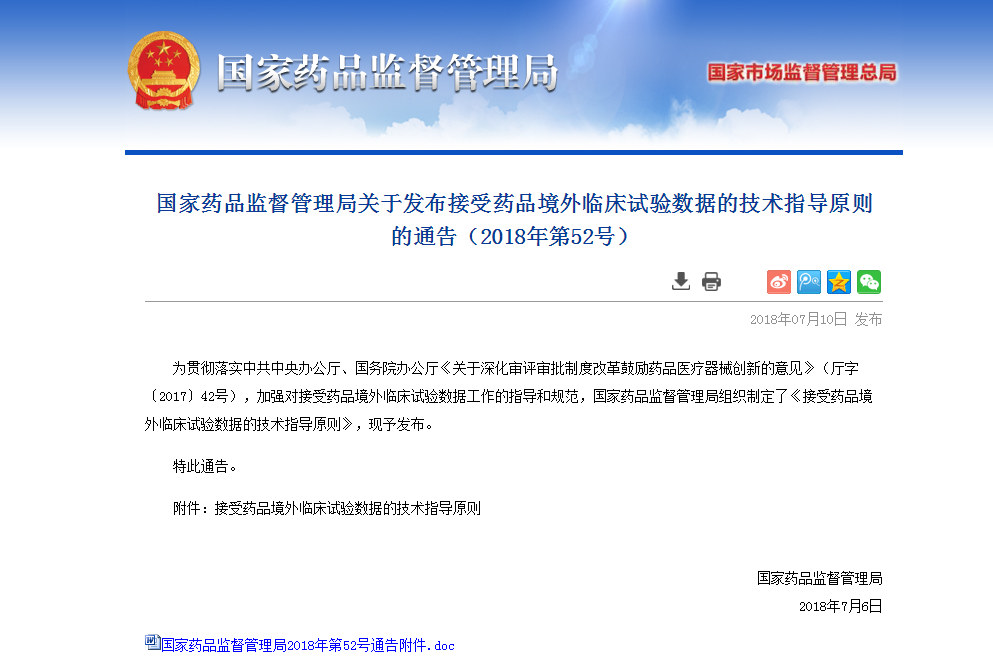 国家药品监督管理局
国家市场监督管理总局
国家药品监督管理局关于发布接受药品境外临床试验数据的技术指导原则
的通告（2018年第52号）
2018年07月10日 发布
为贯彻落实中共中央办公厅、国务院办公厅《关于深化审评审批制度改革鼓励药品医疗器械创新的意见》（厅字
〔2017〕42号），加强对接受药品境外临床试验数据工作的指导和规范，国家药品监督管理局组织制定了《接受药品境
外临床试验数据的技术指导原则》，现予发布。
特此通告。
附件：接受药品境外临床试验数据的技术指导原则
国家药品监督管理局
2018年7月6日
国家药品监督管理局2018年第52号通告附件.doc